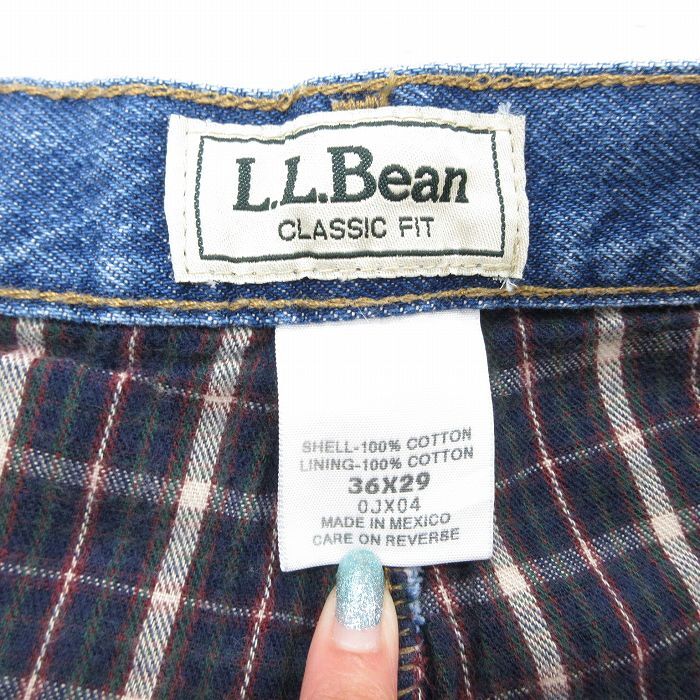 L.L.Bean
CLASSIC FIT
SHELL-100% COTTON
LINING-100% COTTON
36X29
0JX04
MADE IN MEXICO
CARE ON REVERSE